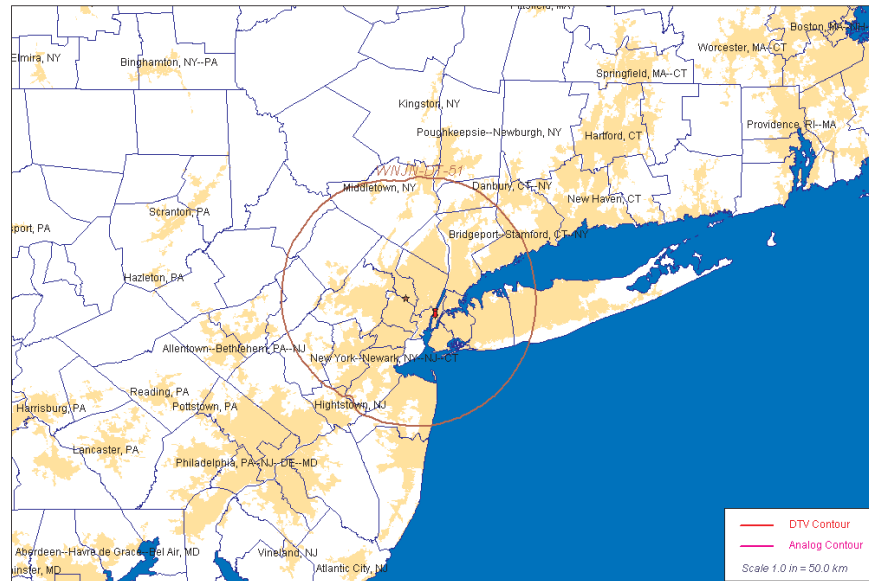 Pittsfield, MA
Boston, MA--NH
Worcester, MA--CT
Elmira, NY
Binghamton, NY--PA
Springfield, MA--CT
Kingston, NY
Providence, RI--MA
Poughkeepsie--Newburgh, NY
Hartford, CT
WNJN-DT-51
Middletown, NY
Danbury, CT--NY
New Haven, CT
Scranton, PA
sport, PA
Bridgeport--Stamford, CT--NY
Hazleton, PA
Allentown--Bethlehem, PA--NJ
New York--Newark, NY--NJ--CT
Reading, PA
Harrisburg, PA
Pottstown, PA
Hightstown, NJ
Lancaster, PA
Philadelphia, PA--NJ--DE--MD
DTV Contour
Analog Contour
Scale 1.0 in = 50.0 km
Aberdeen--Havre de Grace--Bel Air, MD
Vineland, NJ
inster, MD
Atlantic City, NJ